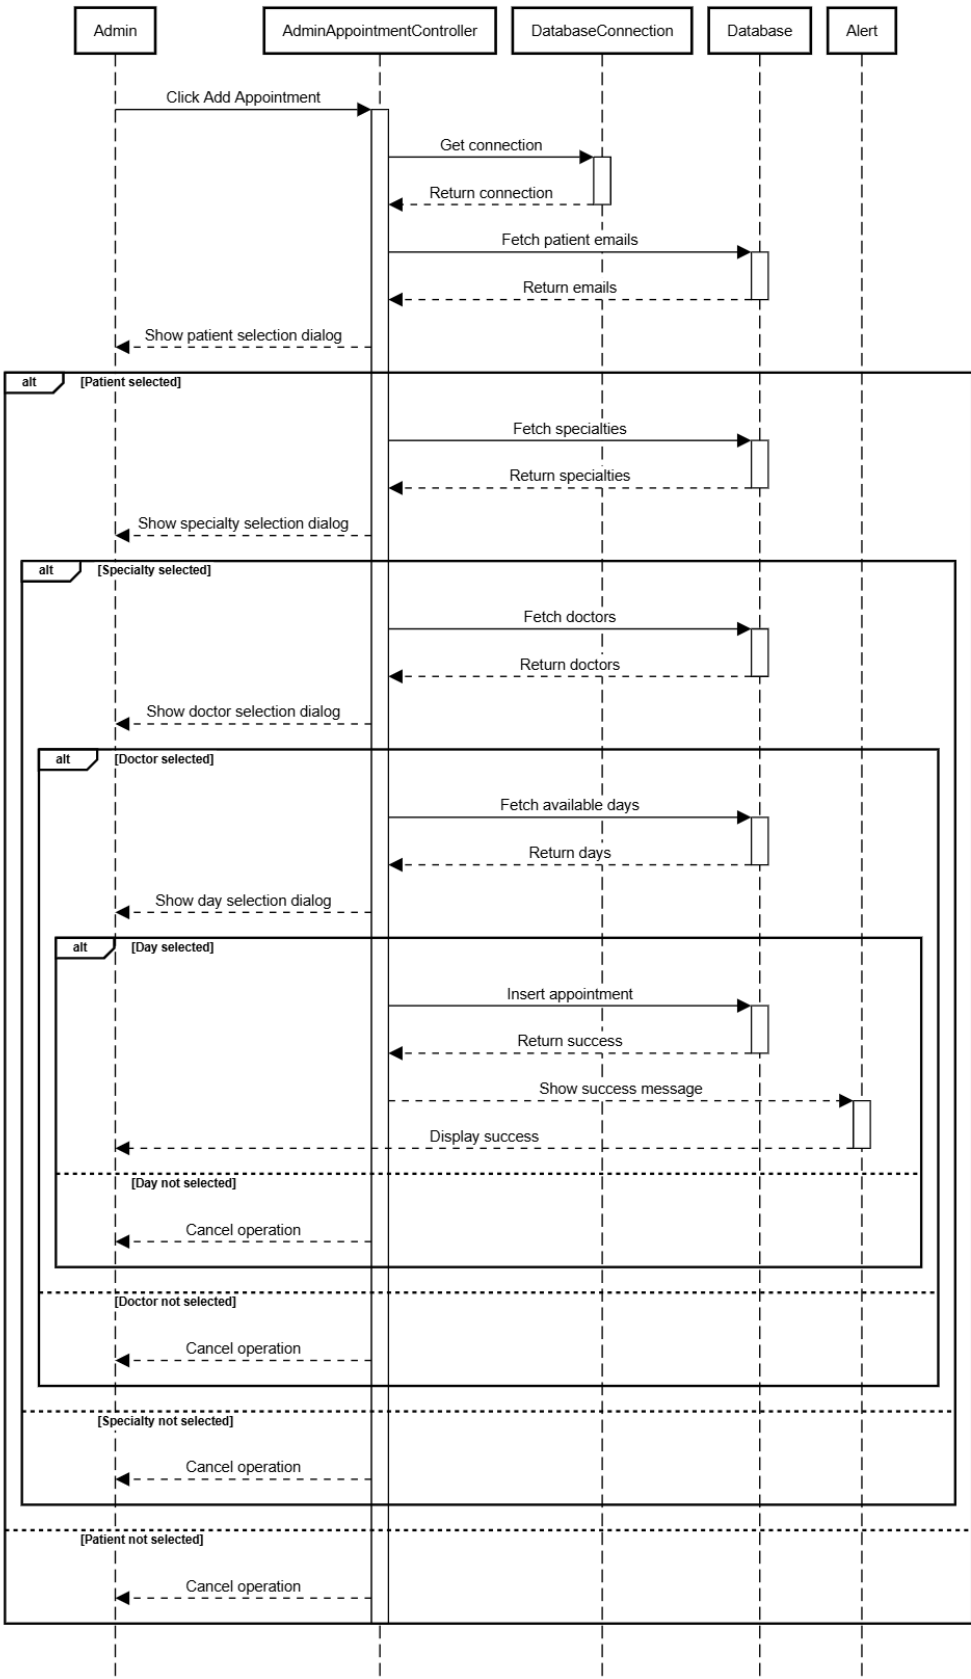 Admin
AdminAppointmentController
DatabaseConnection
Database
Alert
Click Add Appointment
Get connection
Return connection
Fetch patient emails
Return emails
Show patient selection dialog
alt
[Patient selected]
Fetch specialties
Return specialties
Show specialty selection dialog
alt
[Specialty selected]
Fetch doctors
Return doctors
Show doctor selection dialog
alt
[Doctor selected]
Fetch available days
Return days
Show day selection dialog
alt
[Day selected]
Insert appointment
Return success
Show success message
Display success
[Day not selected]
Cancel operation
[Doctor not selected]
Cancel operation
[Specialty not selected]
Cancel operation
[Patient not selected]
Cancel operation